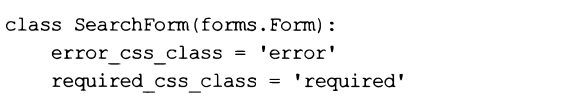 class SearchForm(forms.Form):
    error_css_class = 'error'
    required_css_class = 'required'